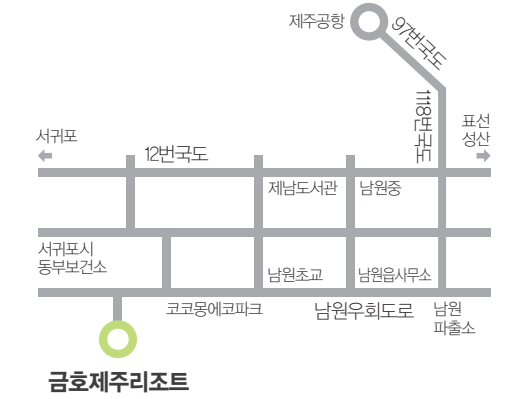 제주공항
97번국도
1118번국도
서귀포
12번국도
표선
성산
제남도서관
남원중
서귀포시
동부보건소
남원초교
남원읍사무소
코코몽에코파크
남원우회도로
남원
파출소
금호제주리조트